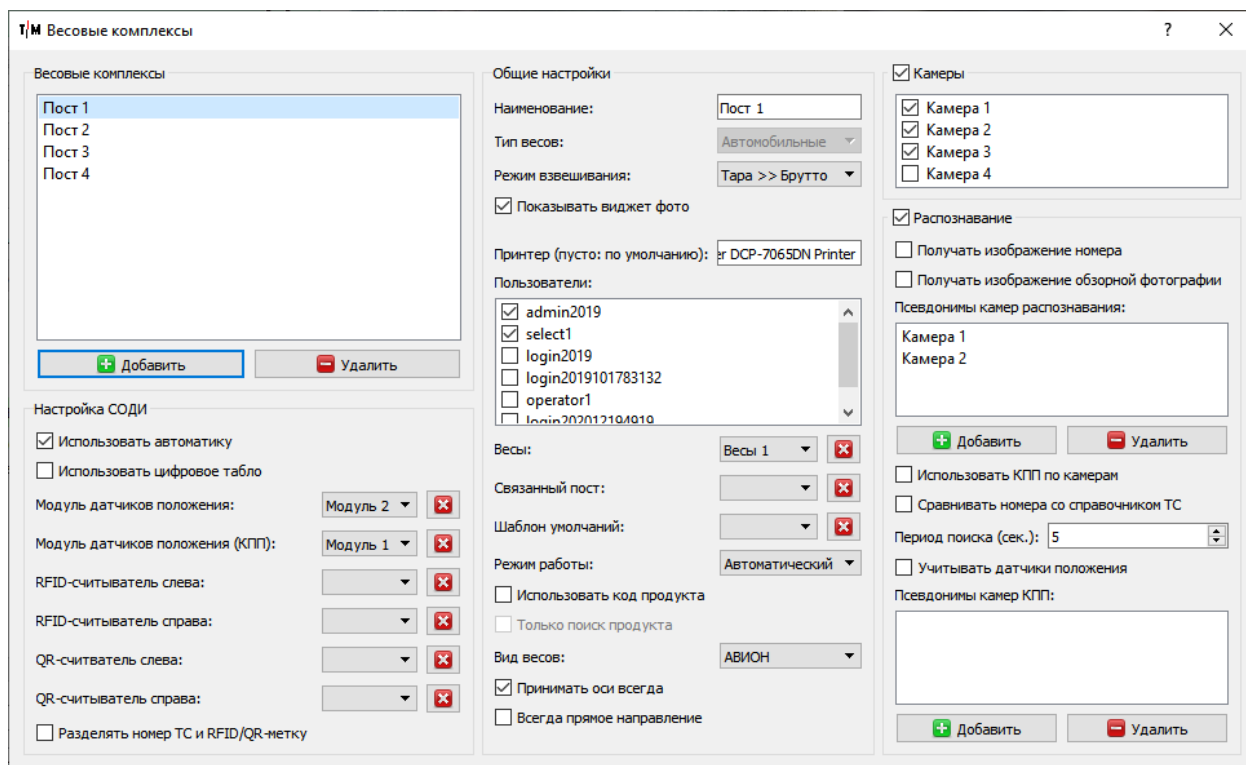 Т/М Весовые комплексы
?
Весовые комплексы
Пост 1
Пост 2
Пост 3
Пост 4
Добавить
Удалить
Настройка СОДИ
Использовать автоматику
Использовать цифровое табло
Модуль датчиков положения:
Модуль 2
Модуль датчиков положения (КПП):
Модуль 1
RFID-считыватель слева:
RFID-считыватель справа:
QR-считватель слева:
QR-считыватель справа:
Разделять номер ТС и RFID/QR-метку
Общие настройки
Наименование:
Пост 1
Тип весов:
Автомобильные
Режим взвешивания:
Тара >> Брутто
Показывать виджет фото
Принтер (пусто: по умолчанию):
er DCP-7065DN Printer
Пользователи:
admin2019
select1
login2019
login2019101783132
operator1
login202012194919
Весы:
Весы 1
Связанный пост:
Шаблон умолчаний:
Режим работы:
Автоматический
Использовать код продукта
Только поиск продукта
Вид весов:
АВИОН
Принимать оси всегда
Всегда прямое направление
Камеры
Камера 1
Камера 2
Камера 3
Камера 4
Распознавание
Получать изображение номера
Получать изображение обзорной фотографии
Псевдонимы камер распознавания:
Камера 1
Камера 2
Добавить
Удалить
Использовать КПП по камерам
Сравнивать номера со справочником ТС
Период поиска (сек.):
5
Учитывать датчики положения
Псевдонимы камер КПП:
Добавить
Удалить